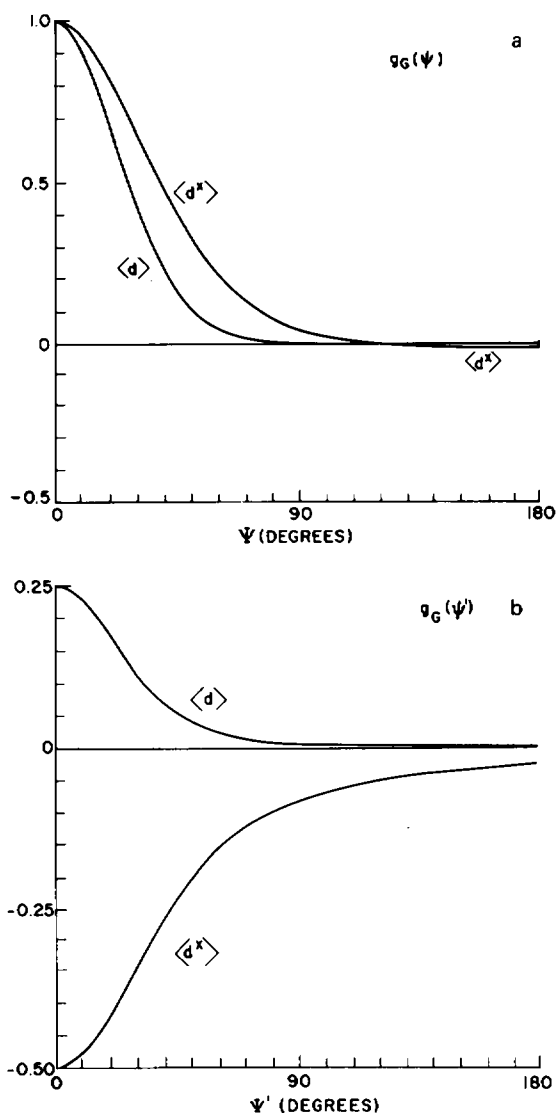 1.0
a
g_G(ψ)
0.5
<d^x>
<d>
0
<d^x>
-0.5
0
90
180
Ψ (DEGREES)
0.25
g_G(ψ')
b
<d>
0
-0.25
<d^x>
-0.50
0
90
180
Ψ' (DEGREES)